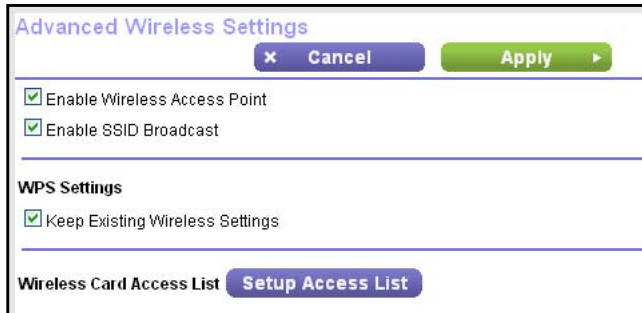 Advanced Wireless Settings
Cancel Apply
Enable Wireless Access Point
Enable SSID Broadcast
WPS Settings
Keep Existing Wireless Settings
Wireless Card Access List Setup Access List